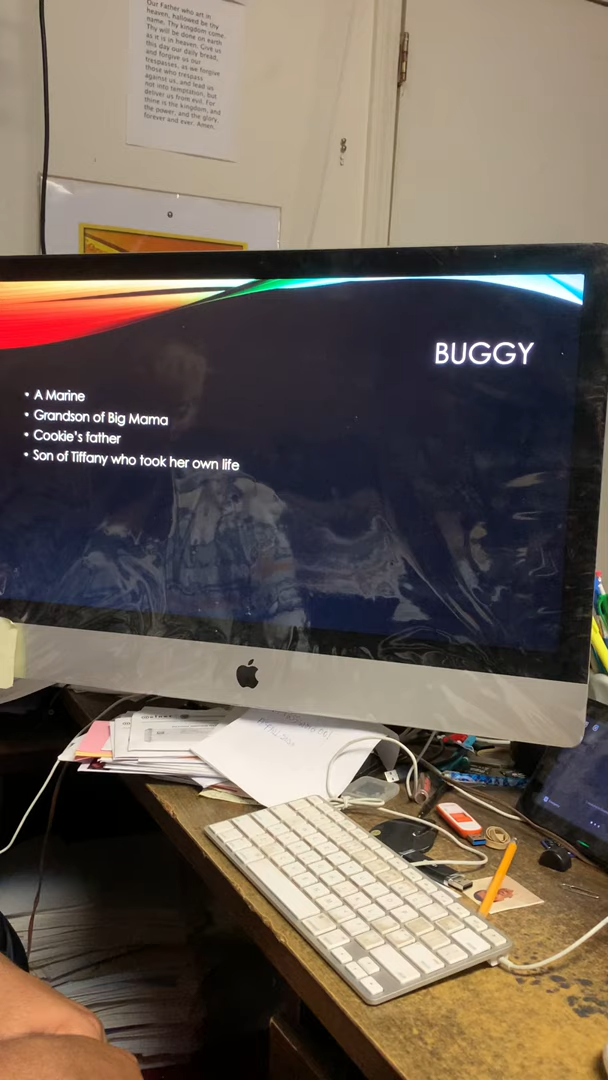 Our Father who art in
heaven, hallowed be thy
name. Thy kingdom come.
Thy will be done on earth
as it is in heaven. Give us
this day our daily bread,
and forgive us our
trespasses, as we forgive
those who trespass
against us, and lead us
not into temptation, but
deliver us from evil. For
thine is the kingdom, and
the power, and the glory,
forever and ever. Amen.
BUGGY
• A Marine
• Grandson of Big Mama
• Cookie's father
• Son of Tiffany who took her own life